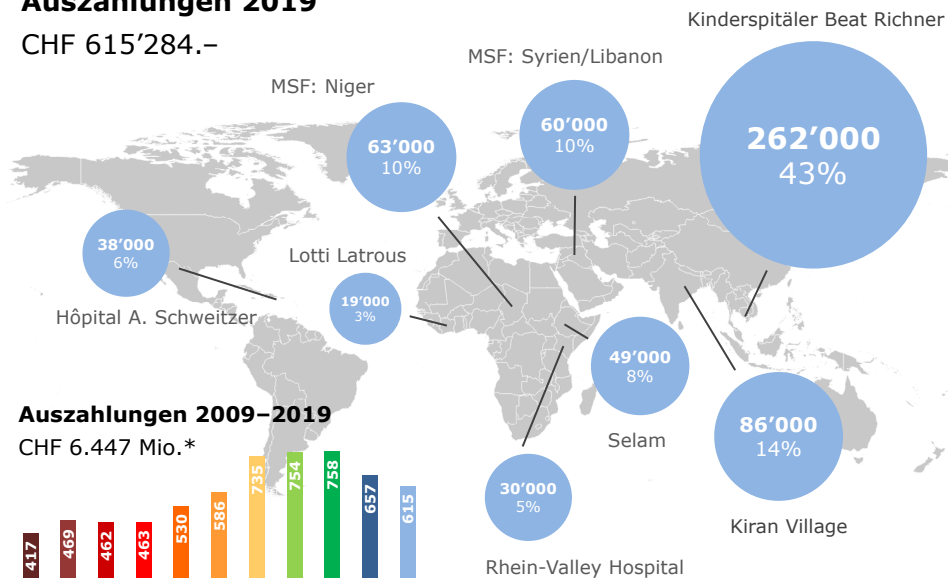 Auszahlungen 2019
CHF 615’284.–
Kinderspitäler Beat Richner
262’000
43%
MSF: Syrien/Libanon
60’000
10%
MSF: Niger
63’000
10%
38’000
6%
Hôpital A. Schweitzer
Lotti Latrous
19’000
3%
49’000
8%
Selam
86’000
14%
Kiran Village
30’000
5%
Rhein-Valley Hospital
Auszahlungen 2009–2019
CHF 6.447 Mio.*
417
469
462
463
530
586
735
754
758
657
615